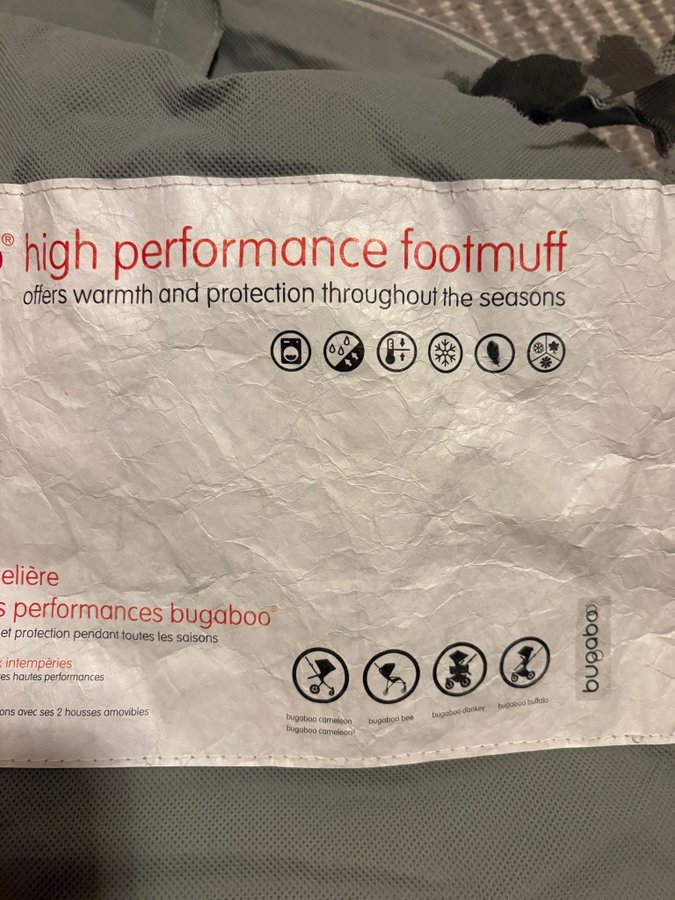 ® high performance footmuff
offers warmth and protection throughout the seasons
elière
s performances bugaboo®
et protection pendant toutes les saisons
x intempéries
res hautes performances
ons avec ses 2 housses amovibles
bugaboo cameleon
bugaboo cameleon³
bugaboo bee
bugaboo donkey
bugaboo buffalo
bugaboo